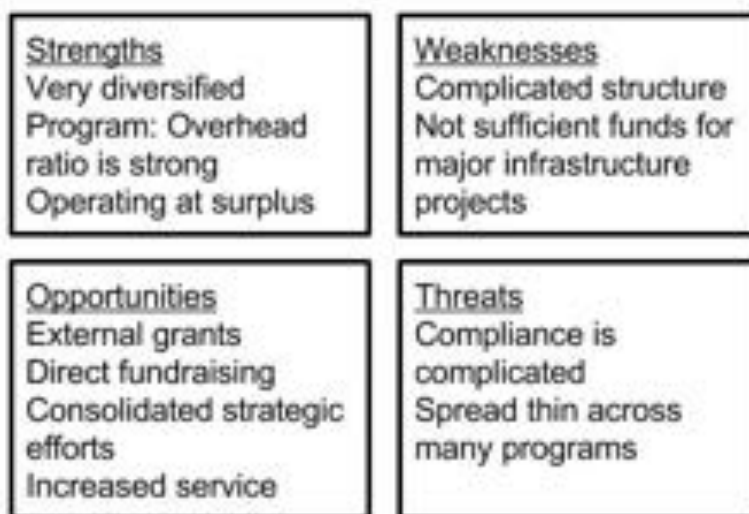 Strengths
Very diversified
Program: Overhead
ratio is strong
Operating at surplus
Weaknesses
Complicated structure
Not sufficient funds for
major infrastructure
projects
Opportunities
External grants
Direct fundraising
Consolidated strategic
efforts
Increased service
Threats
Compliance is
complicated
Spread thin across
many programs